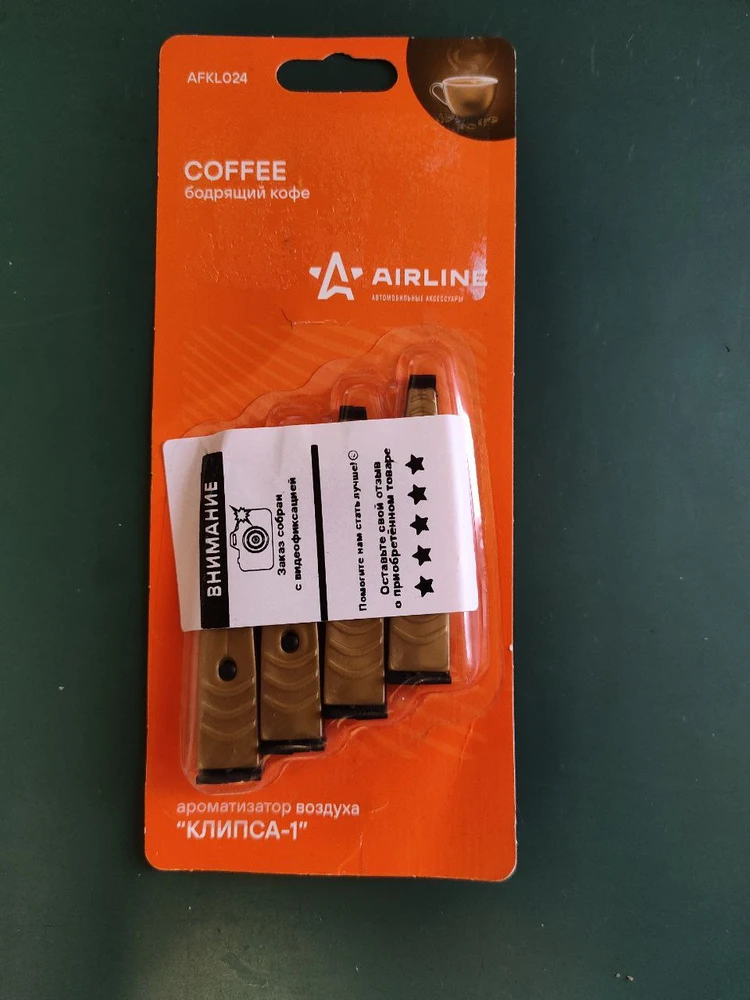 AFKL024
COFFEE
бодрящий кофе
AIRLINE
АВТОМОБИЛЬНЫЕ АКСЕССУАРЫ
ВНИМАНИЕ
Заказ собран
с видеофиксацией
Помогите нам стать лучше!
Оставьте свой отзыв
о приобретённом товаре
ароматизатор воздуха
"КЛИПСА-1"